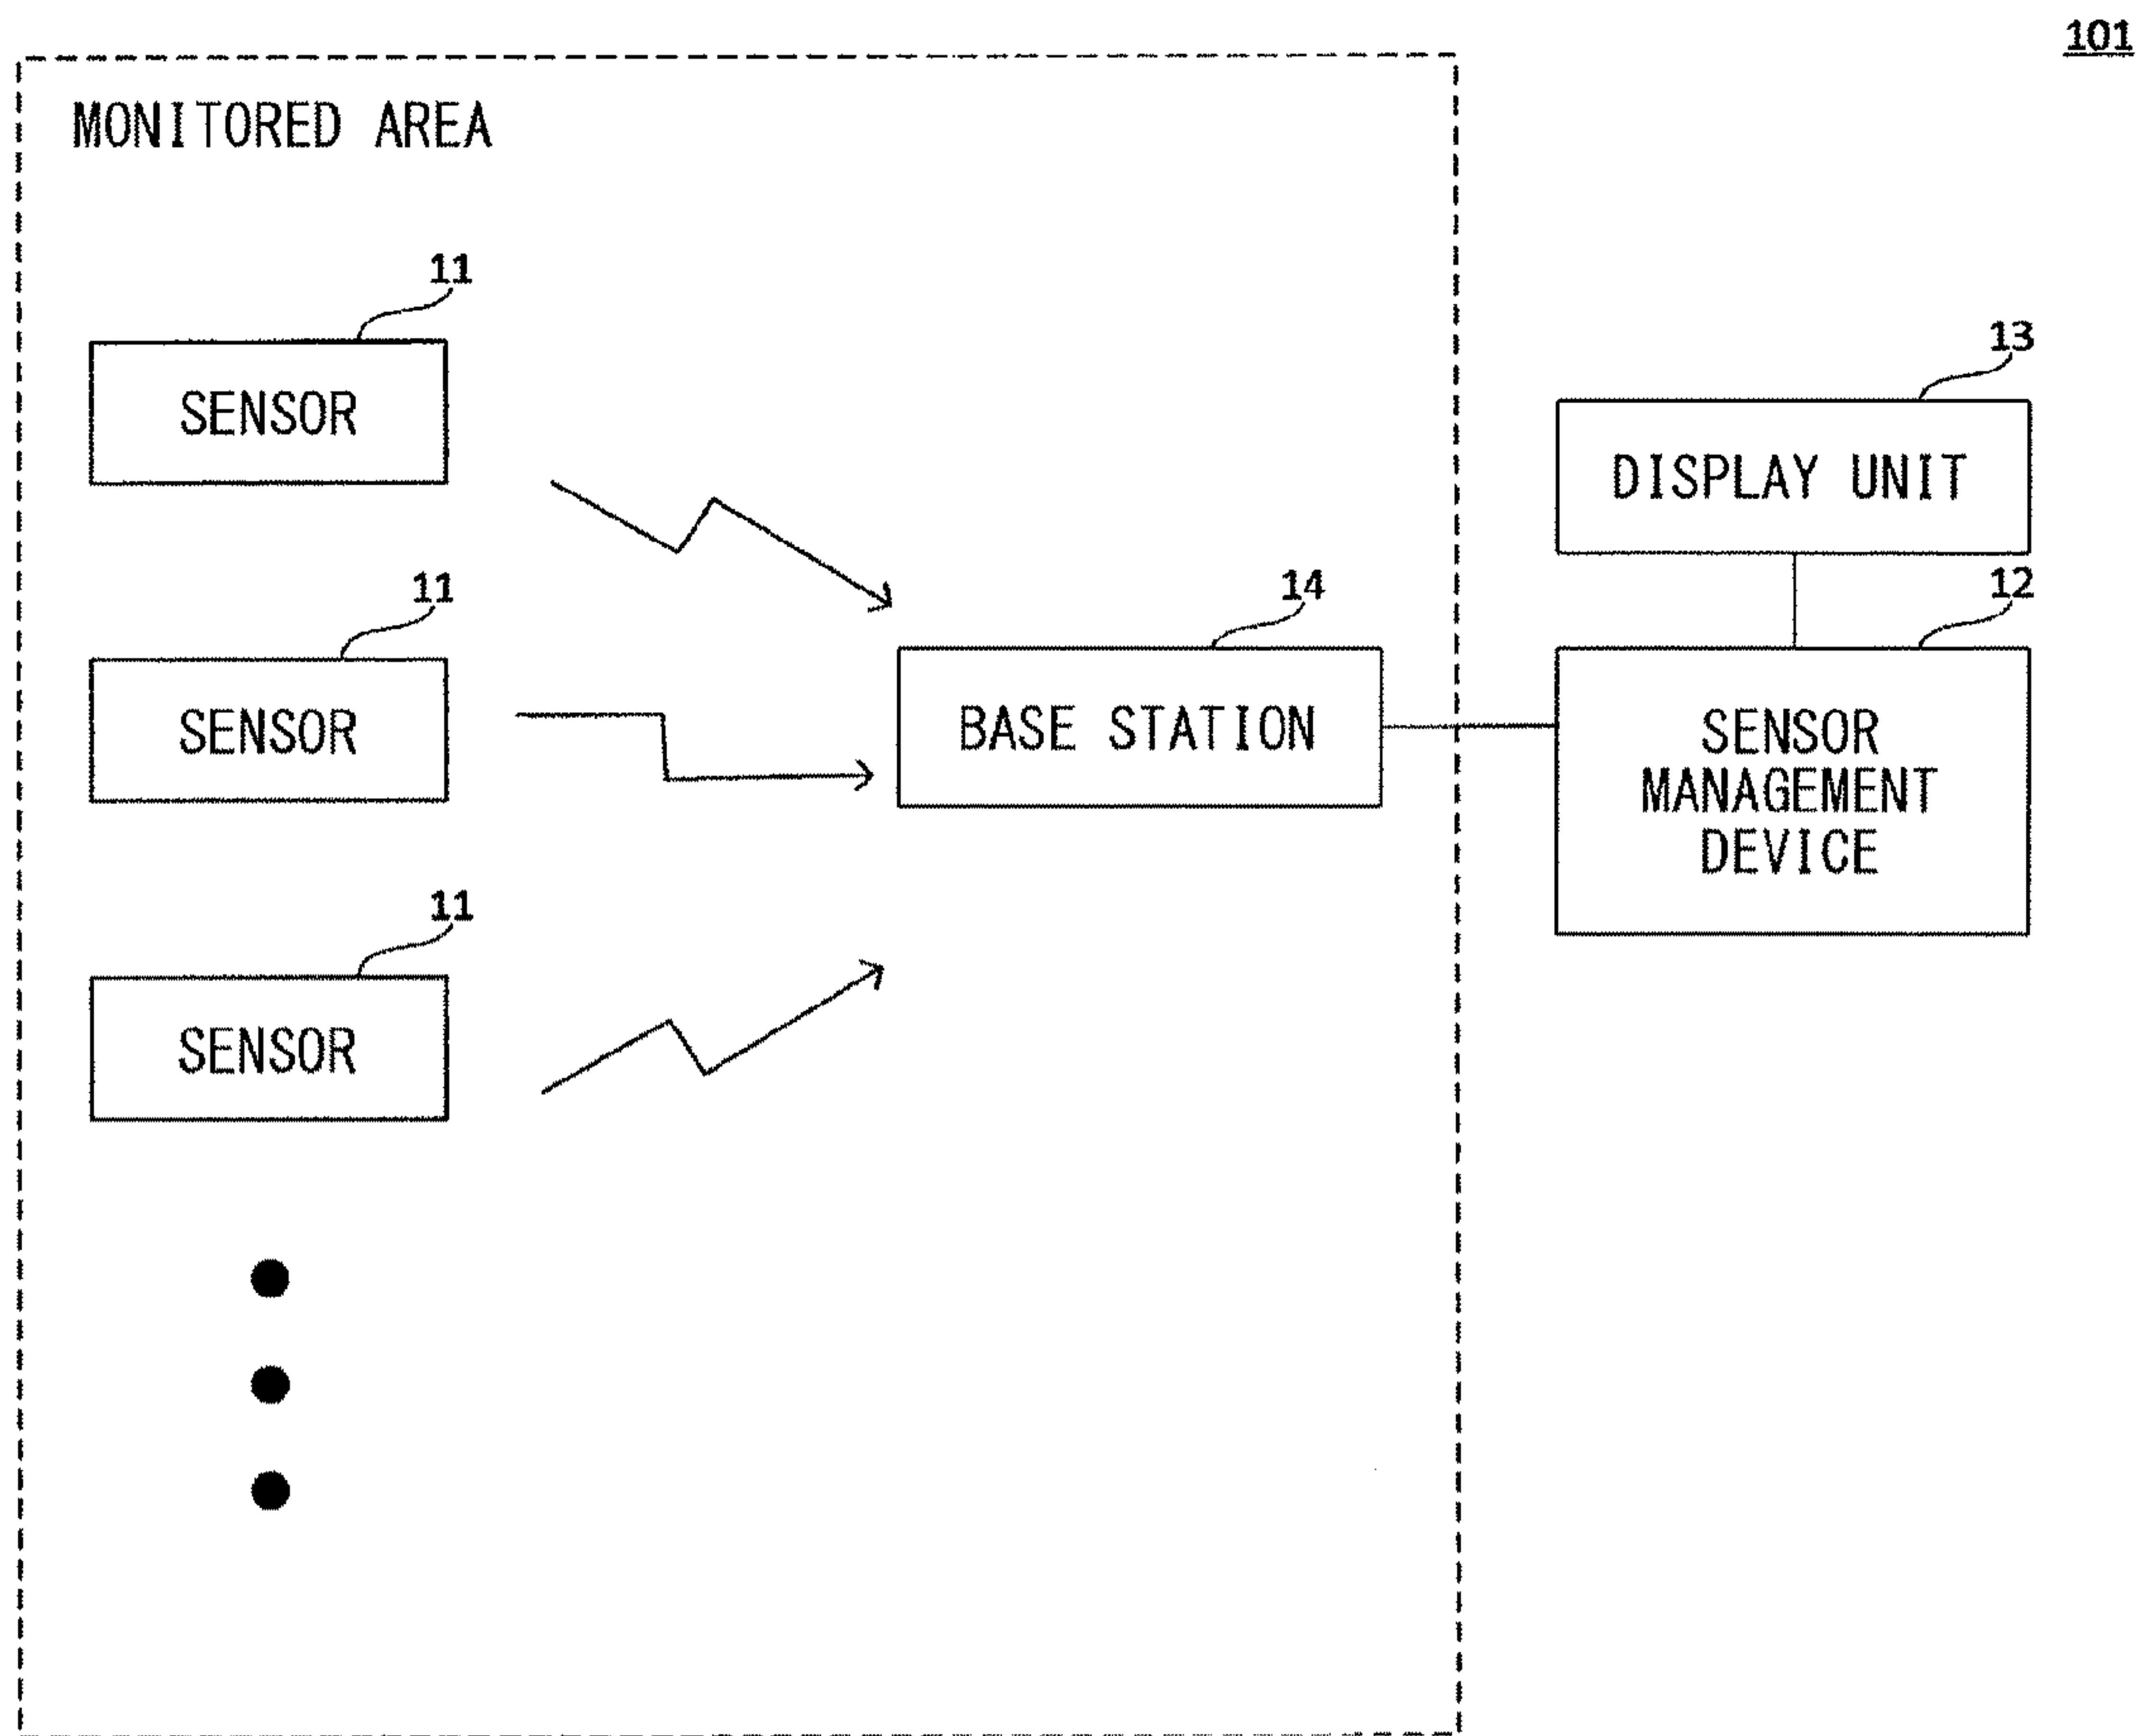 101
MONITORED AREA
11
SENSOR
13
DISPLAY UNIT
11
SENSOR
14
BASE STATION
12
SENSOR
MANAGEMENT
DEVICE
11
SENSOR